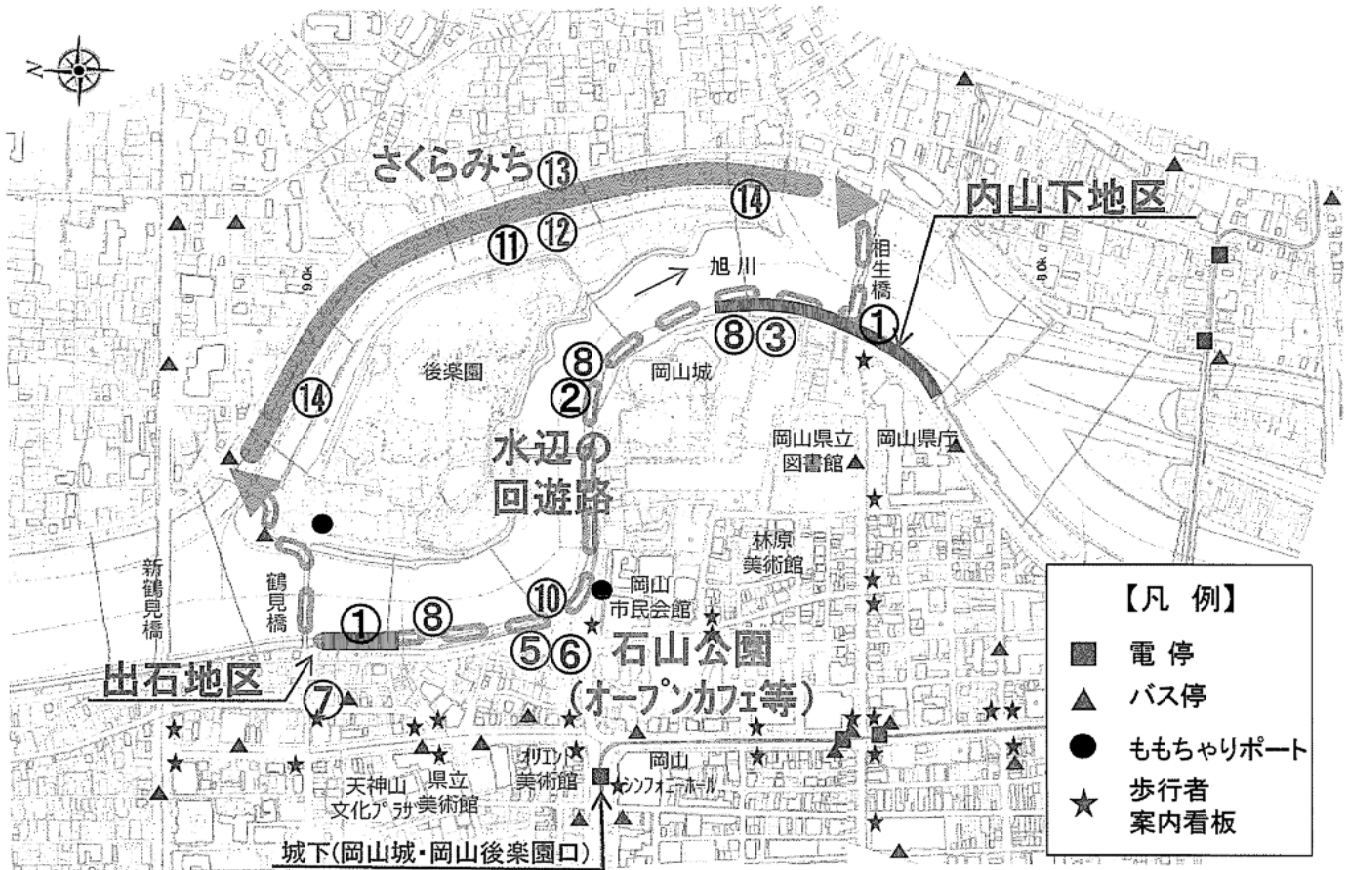 N
さくらみち⑬
⑪ ⑫
⑭
内山下地区
相生橋
旭川
9.0k
8.0k
①
⑧③
⑧
②
後楽園
岡山城
⑭
水辺の
回遊路
岡山県立
図書館
岡山県庁
林原
美術館
新鶴見橋
鶴見橋
①
⑧
⑩
岡山
市民会館
⑤⑥
石山公園
(オープンカフェ等)
出石地区
⑦
天神山
文化プラザ
県立
美術館
オリエント
美術館
岡山
シンフォニーホール
城下(岡山城・岡山後楽園口)
【凡 例】
電 停
バス停
ももちゃりポート
歩行者
案内看板